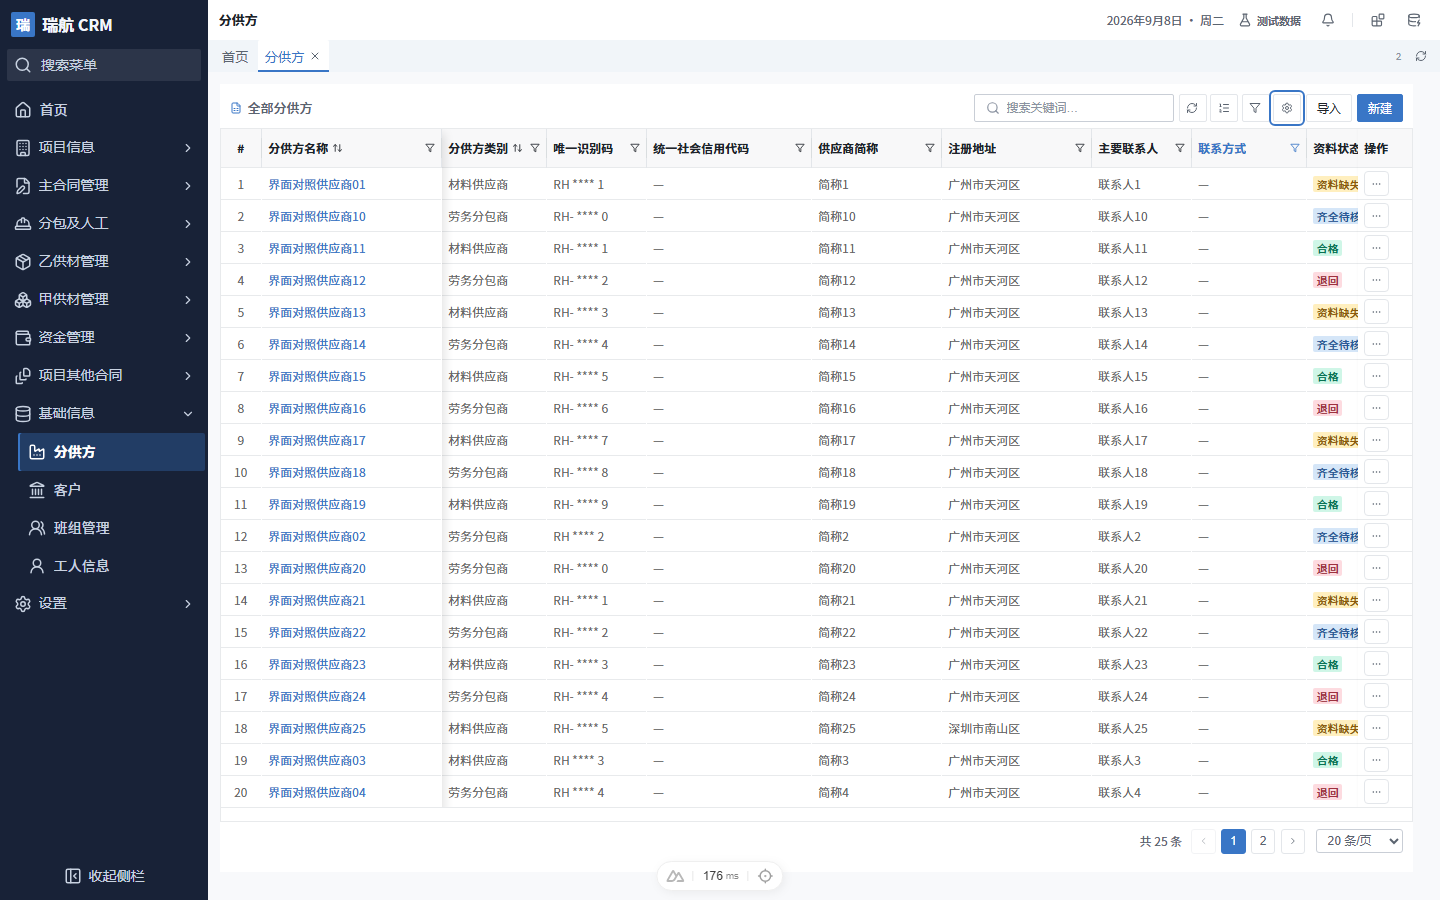 瑞 瑞航 CRM
搜索菜单
首页
项目信息
主合同管理
分包及人工
乙供材管理
甲供材管理
资金管理
项目其他合同
基础信息
分供方
客户
班组管理
工人信息
设置
收起侧栏
分供方
2026年9月8日 • 周二 测试数据
首页 分供方 2
全部分供方 搜索关键词... 导入 新建
# 分供方名称 分供方类别 唯一识别码 统一社会信用代码 供应商简称 注册地址 主要联系人 联系方式 资料状态 操作
1 界面对照供应商01 材料供应商 RH **** 1 — 简称1 广州市天河区 联系人1 — 资料缺失 ...
2 界面对照供应商10 劳务分包商 RH- **** 0 — 简称10 广州市天河区 联系人10 — 齐全待核 ...
3 界面对照供应商11 材料供应商 RH- **** 1 — 简称11 广州市天河区 联系人11 — 合格 ...
4 界面对照供应商12 劳务分包商 RH- **** 2 — 简称12 广州市天河区 联系人12 — 退回 ...
5 界面对照供应商13 材料供应商 RH- **** 3 — 简称13 广州市天河区 联系人13 — 资料缺失 ...
6 界面对照供应商14 劳务分包商 RH- **** 4 — 简称14 广州市天河区 联系人14 — 齐全待核 ...
7 界面对照供应商15 材料供应商 RH- **** 5 — 简称15 广州市天河区 联系人15 — 合格 ...
8 界面对照供应商16 劳务分包商 RH- **** 6 — 简称16 广州市天河区 联系人16 — 退回 ...
9 界面对照供应商17 材料供应商 RH- **** 7 — 简称17 广州市天河区 联系人17 — 资料缺失 ...
10 界面对照供应商18 劳务分包商 RH- **** 8 — 简称18 广州市天河区 联系人18 — 齐全待核 ...
11 界面对照供应商19 材料供应商 RH- **** 9 — 简称19 广州市天河区 联系人19 — 合格 ...
12 界面对照供应商02 劳务分包商 RH **** 2 — 简称2 广州市天河区 联系人2 — 齐全待核 ...
13 界面对照供应商20 劳务分包商 RH- **** 0 — 简称20 广州市天河区 联系人20 — 退回 ...
14 界面对照供应商21 材料供应商 RH- **** 1 — 简称21 广州市天河区 联系人21 — 资料缺失 ...
15 界面对照供应商22 劳务分包商 RH- **** 2 — 简称22 广州市天河区 联系人22 — 齐全待核 ...
16 界面对照供应商23 材料供应商 RH- **** 3 — 简称23 广州市天河区 联系人23 — 合格 ...
17 界面对照供应商24 劳务分包商 RH- **** 4 — 简称24 广州市天河区 联系人24 — 退回 ...
18 界面对照供应商25 材料供应商 RH- **** 5 — 简称25 深圳市南山区 联系人25 — 资料缺失 ...
19 界面对照供应商03 材料供应商 RH **** 3 — 简称3 广州市天河区 联系人3 — 合格 ...
20 界面对照供应商04 劳务分包商 RH **** 4 — 简称4 广州市天河区 联系人4 — 退回 ...
共 25 条 1 2 20 条/页
176 ms